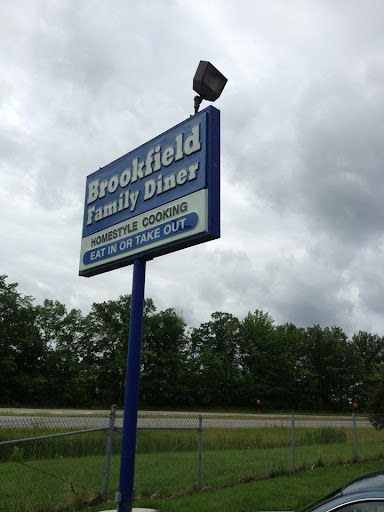 Brookfield
Family Diner
HOMESTYLE COOKING
EAT IN OR TAKE OUT